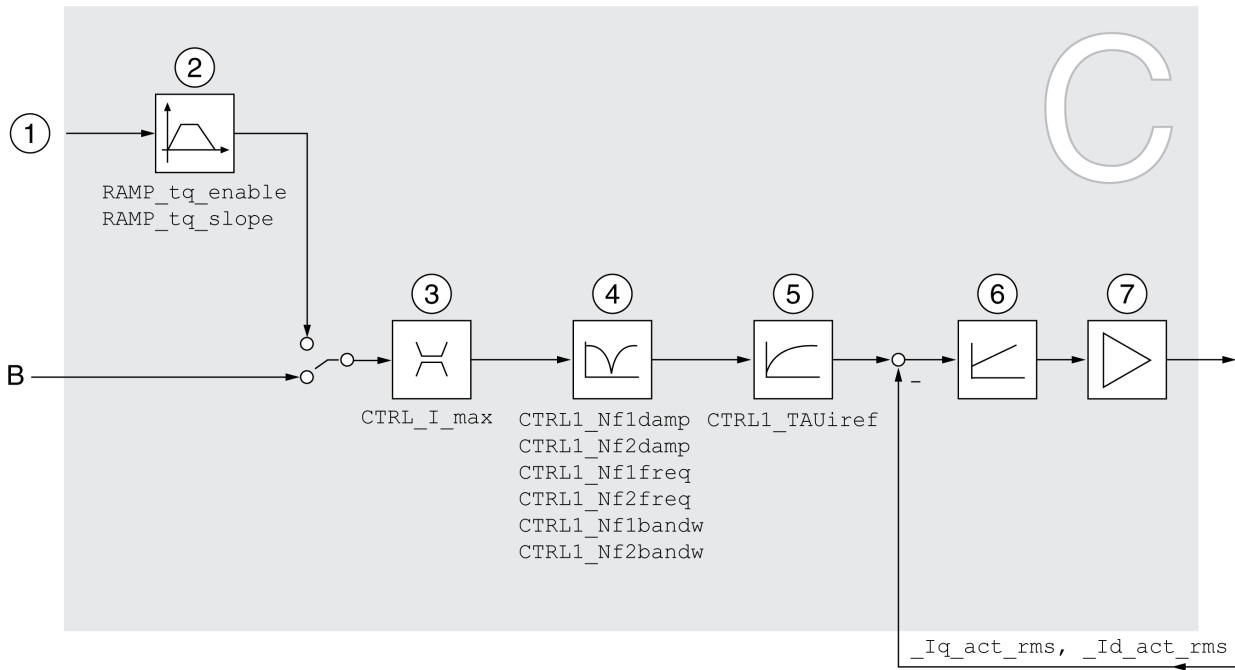 C
2
1
RAMP_tq_enable
RAMP_tq_slope
3
4
5
6
7
B
–
CTRL_I_max
CTRL1_Nf1damp
CTRL1_Nf2damp
CTRL1_Nf1freq
CTRL1_Nf2freq
CTRL1_Nf1bandw
CTRL1_Nf2bandw
CTRL1_TAUiref
_Iq_act_rms, _Id_act_rms